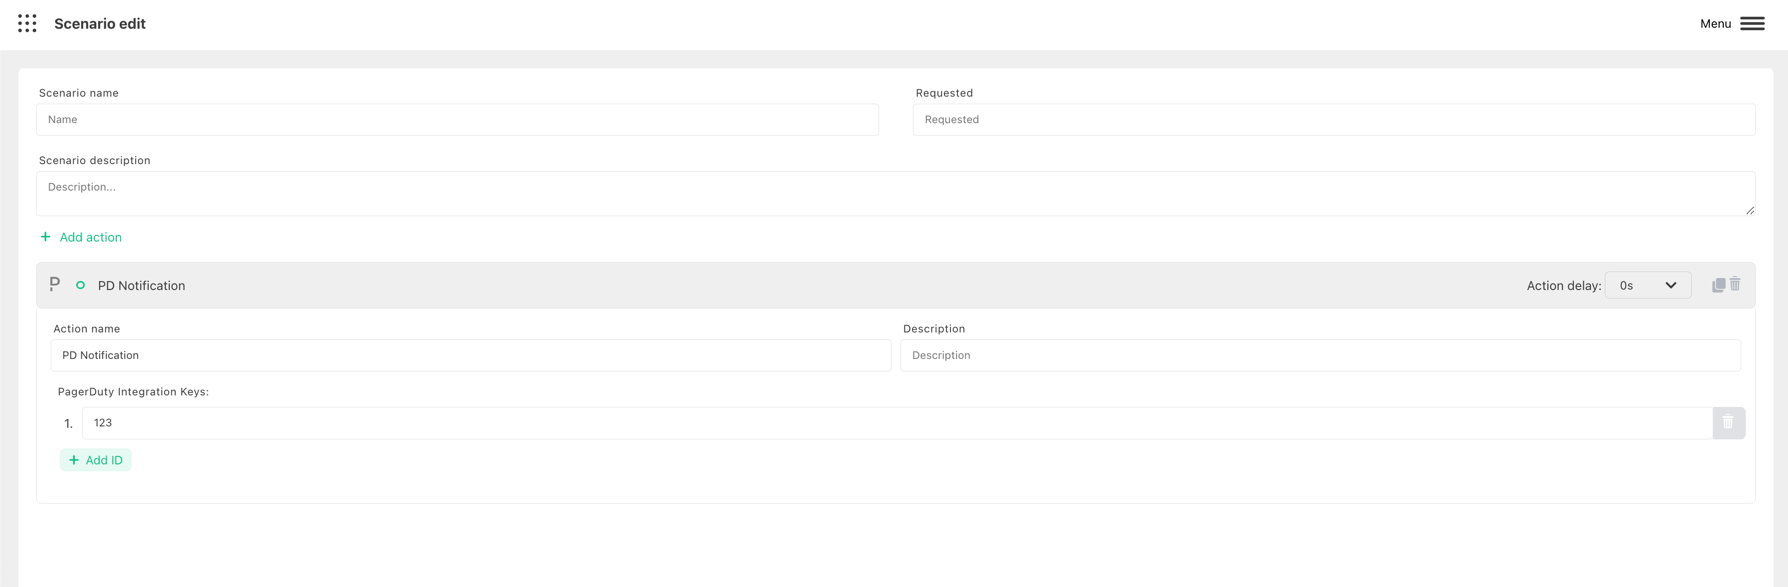 Scenario edit
Menu
Scenario name
Requested
Name
Requested
Scenario description
Description...
+ Add action
PD Notification
Action delay: 0s
Action name
Description
PD Notification
Description
PagerDuty Integration Keys:
1. 123
+ Add ID